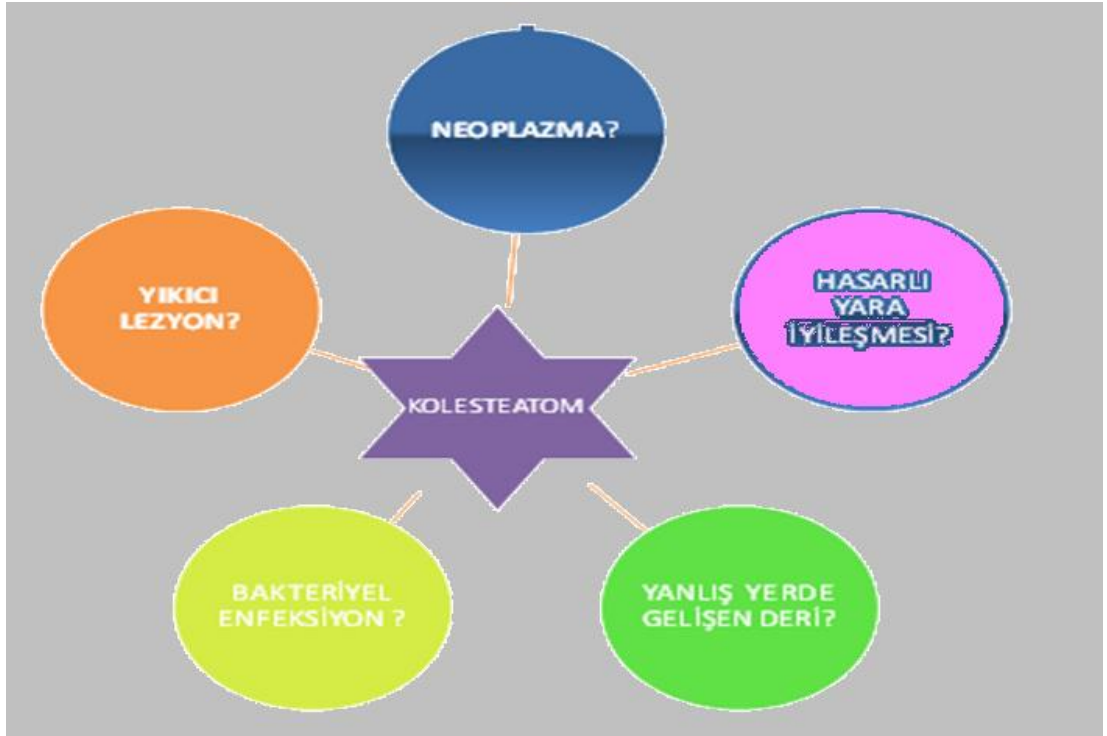 NEOPLAZMA?
YIKICI
LEZYON?
HASARLI
YARA
İYİLEŞMESİ?
KOLESTEATOM
BAKTERİYEL
ENFEKSİYON ?
YANLIŞ YERDE
GELİŞEN DERİ?